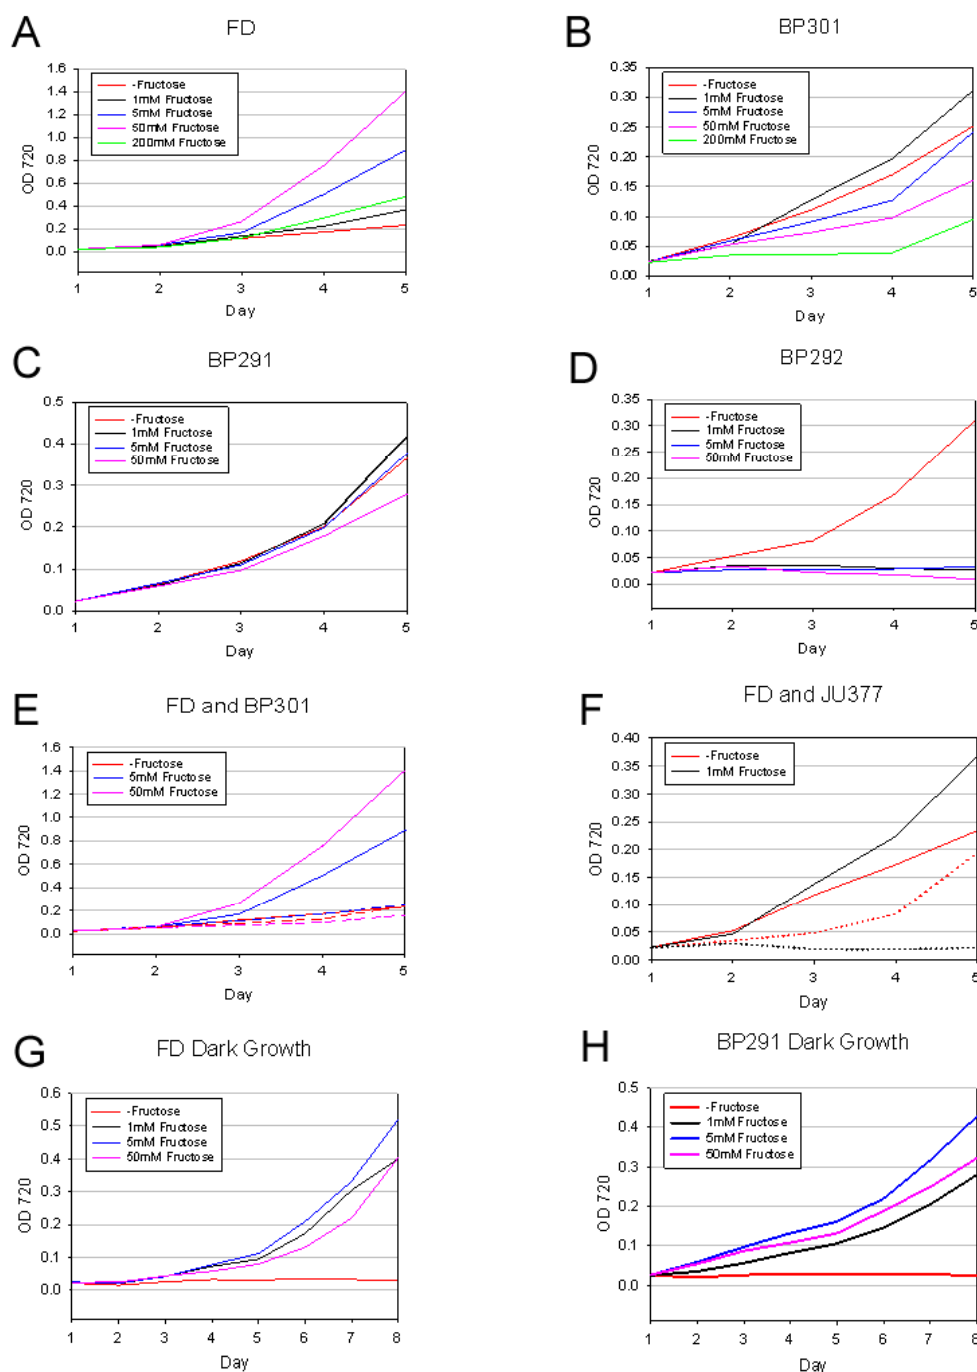 A
FD
1.6
1.4
1.2
1.0
0.8
0.6
0.4
0.2
0.0
OD 720
-Fructose
1mM Fructose
5mM Fructose
50mM Fructose
200mM Fructose
1 2 3 4 5
Day
B
BP301
0.35
0.30
0.25
0.20
0.15
0.10
0.05
0.00
OD 720
-Fructose
1mM Fructose
5mM Fructose
50mM Fructose
200mM Fructose
1 2 3 4 5
Day
C
BP291
0.5
0.4
0.3
0.2
0.1
0.0
OD 720
-Fructose
1mM Fructose
5mM Fructose
50mM Fructose
1 2 3 4 5
Day
D
BP292
0.35
0.30
0.25
0.20
0.15
0.10
0.05
0.00
OD 720
-Fructose
1mM Fructose
5mM Fructose
50mM Fructose
1 2 3 4 5
Day
E
FD and BP301
1.6
1.4
1.2
1.0
0.8
0.6
0.4
0.2
0.0
OD 720
-Fructose
5mM Fructose
50mM Fructose
1 2 3 4 5
Day
F
FD and JU377
0.40
0.35
0.30
0.25
0.20
0.15
0.10
0.05
0.00
OD 720
-Fructose
1mM Fructose
1 2 3 4 5
Day
G
FD Dark Growth
0.6
0.5
0.4
0.3
0.2
0.1
0.0
OD 720
-Fructose
1mM Fructose
5mM Fructose
50mM Fructose
1 2 3 4 5 6 7 8
Day
H
BP291 Dark Growth
0.5
0.4
0.3
0.2
0.1
0.0
OD 720
-Fructose
1mM Fructose
5mM Fructose
50mM Fructose
1 2 3 4 5 6 7 8
Day